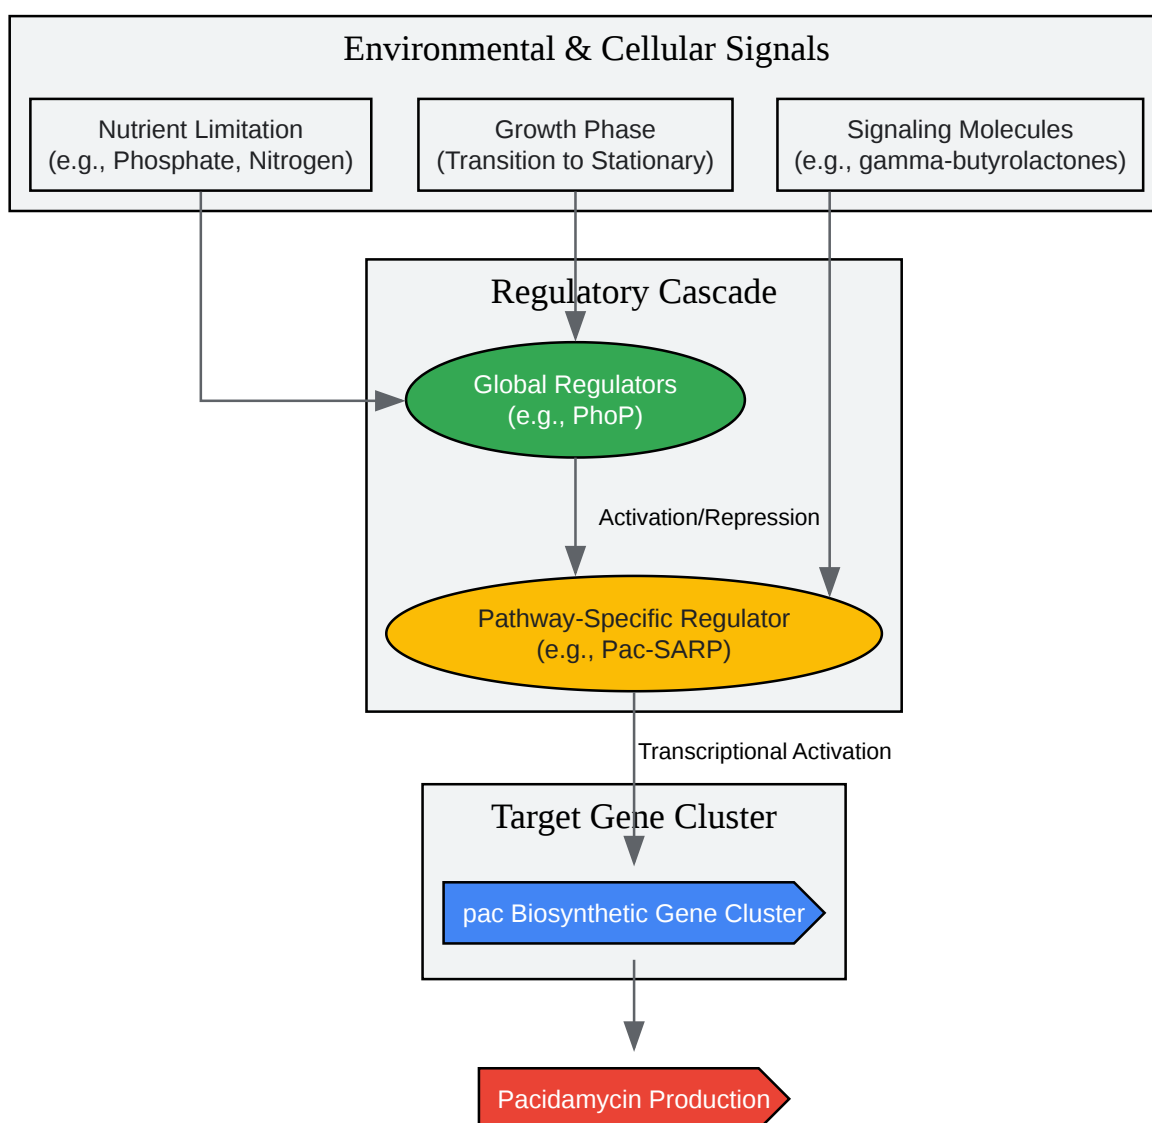 Environmental & Cellular Signals
Nutrient Limitation
(e.g., Phosphate, Nitrogen)
Growth Phase
(Transition to Stationary)
Signaling Molecules
(e.g., gamma-butyrolactones)
Regulatory Cascade
Global Regulators
(e.g., PhoP)
Activation/Repression
Pathway-Specific Regulator
(e.g., Pac-SARP)
Transcriptional Activation
Target Gene Cluster
pac Biosynthetic Gene Cluster
Pacidamycin Production